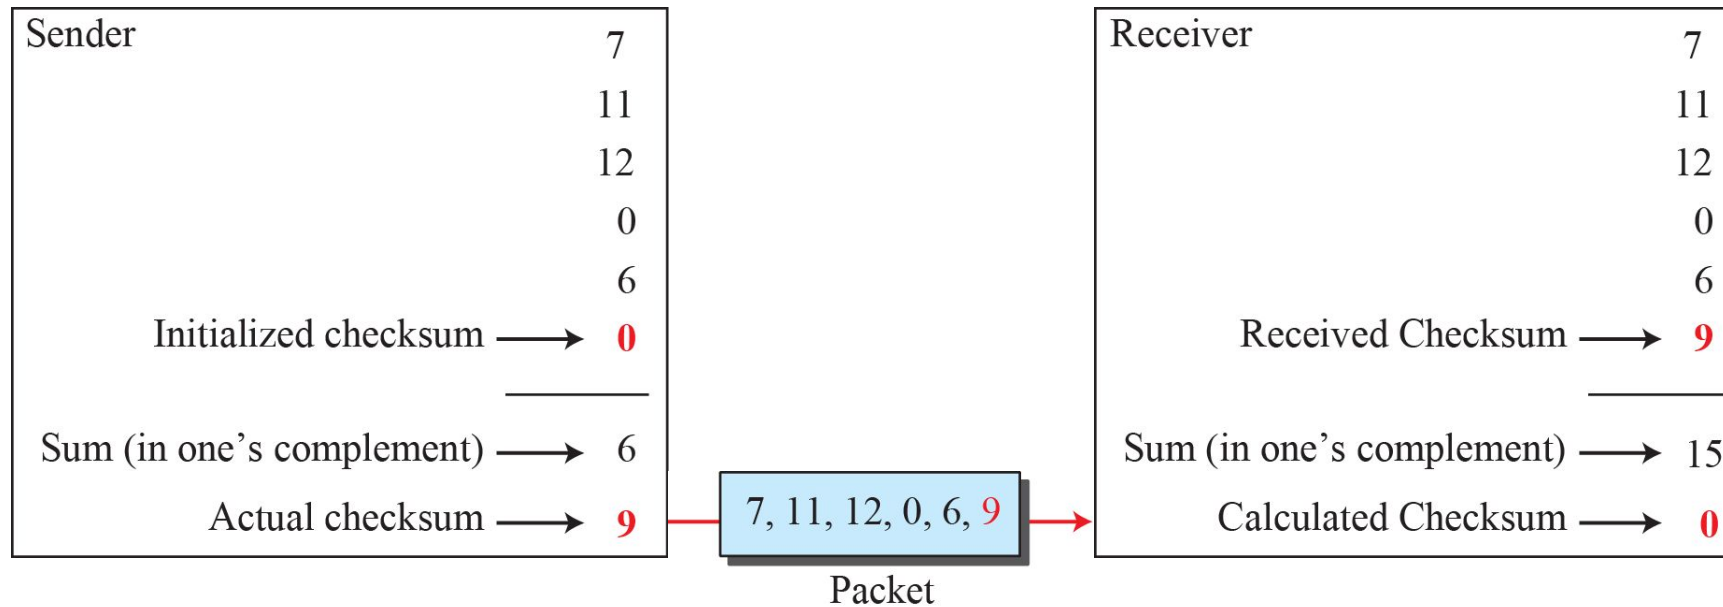 Sender
7
11
12
0
6
Initialized checksum 0
Sum (in one’s complement) 6
Actual checksum 9
7, 11, 12, 0, 6, 9
Packet
Receiver
7
11
12
0
6
Received Checksum 9
Sum (in one’s complement) 15
Calculated Checksum 0